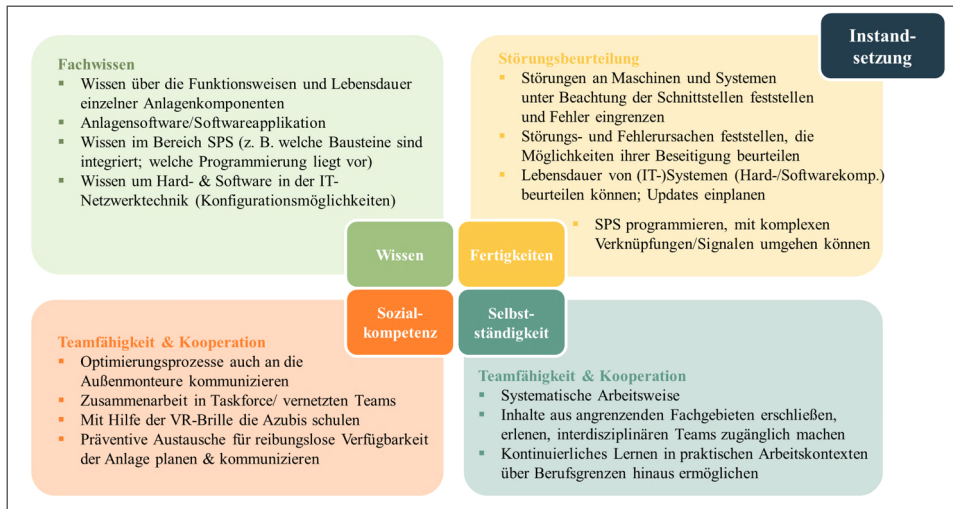 Instand-
setzung
Fachwissen
▪ Wissen über die Funktionsweisen und Lebensdauer
einzelner Anlagenkomponenten
▪ Anlagensoftware/Softwareapplikation
▪ Wissen im Bereich SPS (z. B. welche Bausteine sind
integriert; welche Programmierung liegt vor)
▪ Wissen um Hard- & Software in der IT-
Netzwerktechnik (Konfigurationsmöglichkeiten)
Störungsbeurteilung
▪ Störungen an Maschinen und Systemen
unter Beachtung der Schnittstellen feststellen
und Fehler eingrenzen
▪ Störungs- und Fehlerursachen feststellen, die
Möglichkeiten ihrer Beseitigung beurteilen
▪ Lebensdauer von (IT-)Systemen (Hard-/Softwarekomp.)
beurteilen können; Updates einplanen
▪ SPS programmieren, mit komplexen
Verknüpfungen/Signalen umgehen können
Wissen
Fertigkeiten
Sozial-
kompetenz
Selbst-
ständigkeit
Teamfähigkeit & Kooperation
▪ Optimierungsprozesse auch an die
Außenmonteure kommunizieren
▪ Zusammenarbeit in Taskforce/ vernetzten Teams
▪ Mit Hilfe der VR-Brille die Azubis schulen
▪ Präventive Austausche für reibungslose Verfügbarkeit
der Anlage planen & kommunizieren
Teamfähigkeit & Kooperation
▪ Systematische Arbeitsweise
▪ Inhalte aus angrenzenden Fachgebieten erschließen,
erlenen, interdisziplinären Teams zugänglich machen
▪ Kontinuierliches Lernen in praktischen Arbeitskontexten
über Berufsgrenzen hinaus ermöglichen